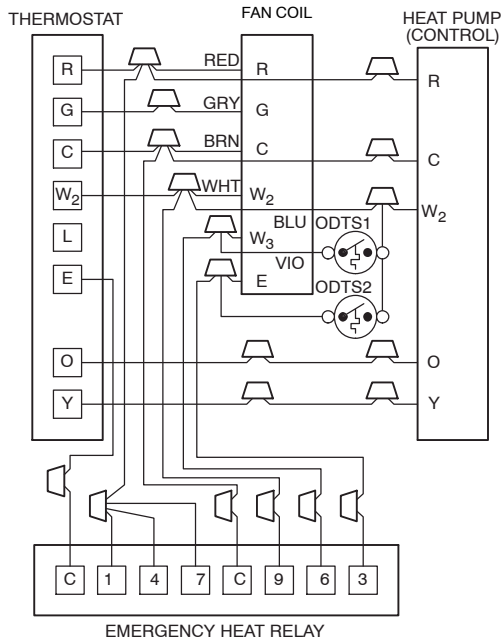 THERMOSTAT
FAN COIL
HEAT PUMP
(CONTROL)
R
RED
R
R
G
GRY
G
C
BRN
C
C
W2
WHT
W2
W2
L
BLU
W3
ODTS1
VIO
E
E
ODTS2
O
O
Y
Y
C 1 4 7 C 9 6 3
EMERGENCY HEAT RELAY